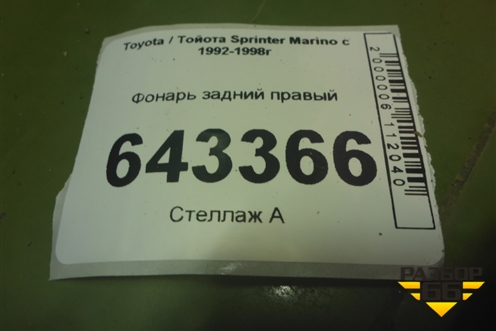 Toyota / Тойота Sprinter Marino с
1992-1998г
Фонарь задний правый
643366
Стеллаж А
2000006112040
РАЗБОР
66